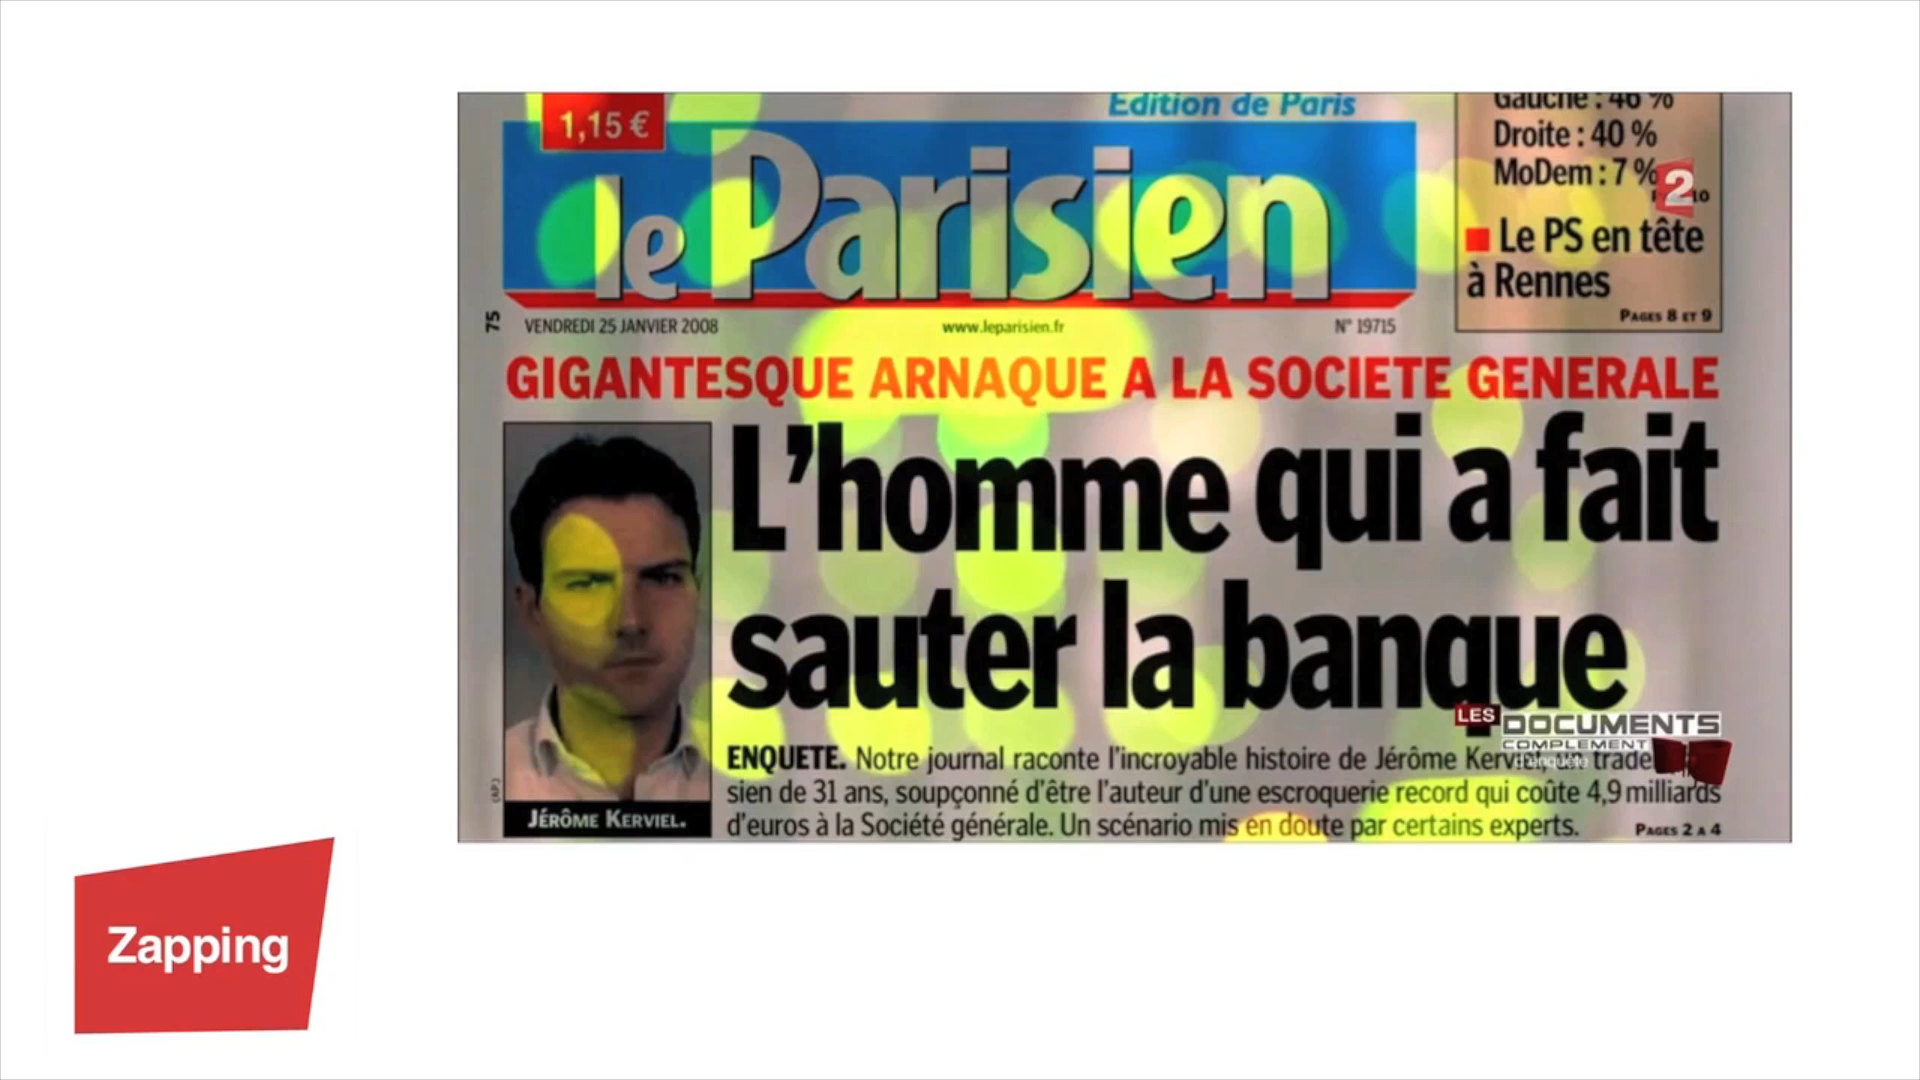 1,15 €
Edition de Paris
le Parisien
75
VENDREDI 25 JANVIER 2008
www.leparisien.fr
N° 19715
Gauche : 46 %
Droite : 40 %
MoDem : 7 %
2
Le PS en tête
à Rennes
PAGES 8 ET 9
GIGANTESQUE ARNAQUE A LA SOCIETE GENERALE
L'homme qui a fait
sauter la banque
(AP.)
JÉRÔME KERVIEL.
ENQUETE. Notre journal raconte l'incroyable histoire de Jérôme
sien de 31 ans, soupçonné d'être l'auteur d'une escroquerie record qui coûte 4,9 milliards
d'euros à la Société générale. Un scénario mis en doute par certains experts.
PAGES 2 A 4
LES DOCUMENTS
COMPLEMENT
d'enquête
Zapping